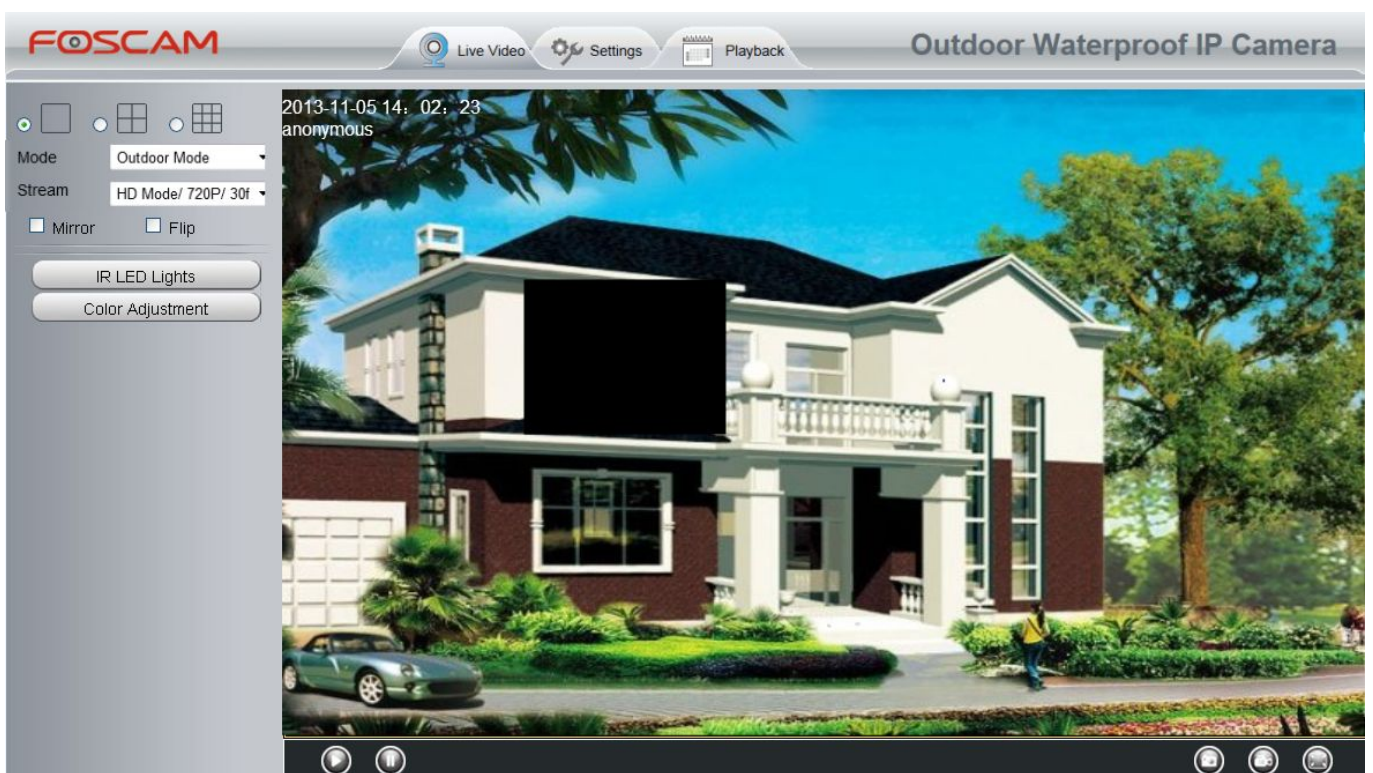 FOSCAM
Live Video
Settings
Playback
Outdoor Waterproof IP Camera
2013-11-05 14：02：23
anonymous
Mode
Outdoor Mode
Stream
HD Mode/ 720P/ 30f
Mirror
Flip
IR LED Lights
Color Adjustment